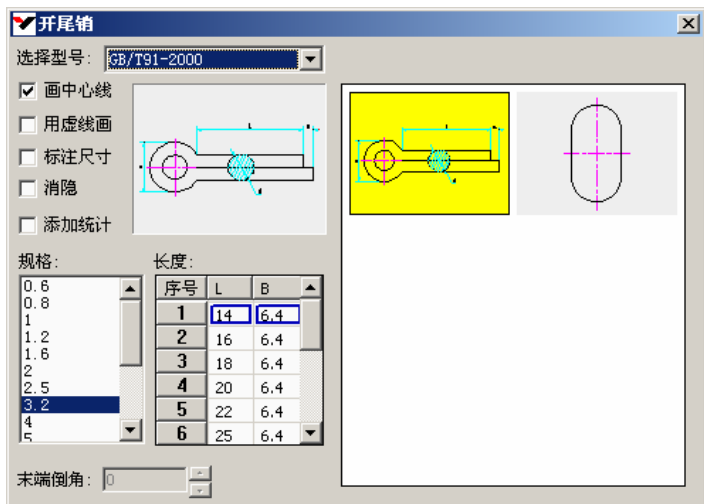 开尾销
选择型号: GB/T91-2000
画中心线
用虚线画
标注尺寸
消隐
添加统计
规格:
0.6
0.8
1
1.2
1.6
2
2.5
3.2
4
5
长度:
序号 L B
1 14 6.4
2 16 6.4
3 18 6.4
4 20 6.4
5 22 6.4
6 25 6.4
末端倒角: 0